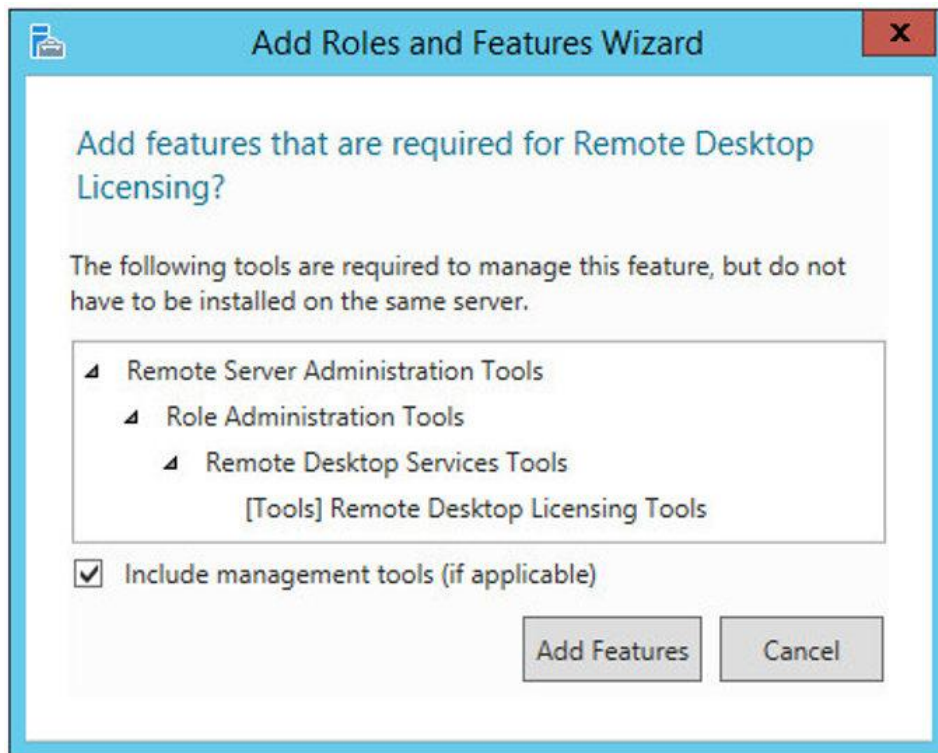 Add Roles and Features Wizard
x
Add features that are required for Remote Desktop
Licensing?
The following tools are required to manage this feature, but do not
have to be installed on the same server.
Remote Server Administration Tools
Role Administration Tools
Remote Desktop Services Tools
[Tools] Remote Desktop Licensing Tools
Include management tools (if applicable)
Add Features
Cancel